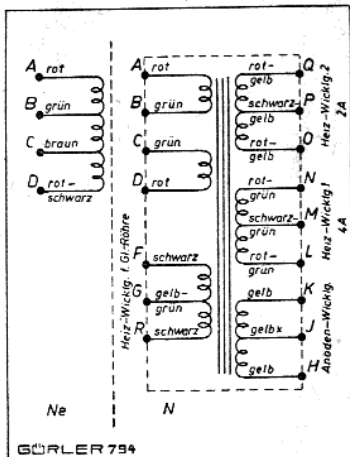 A rot
B grün
C braun
D rot-
schwarz
A rot
B grün
C grün
D rot
F schwarz
G gelb-
grün
R schwarz
Heiz-Wicklg. f. Gl.-Röhre
rot- Q
gelb
schwarz- P
gelb
rot- O
gelb
Heiz-Wicklg. 2
2A
rot- N
grün
schwarz- M
grün
rot- L
grün
Heiz-Wicklg. 1
4A
gelb K
gelbx J
gelb H
Anoden-Wicklg.
Ne
N
GÖRLER 794